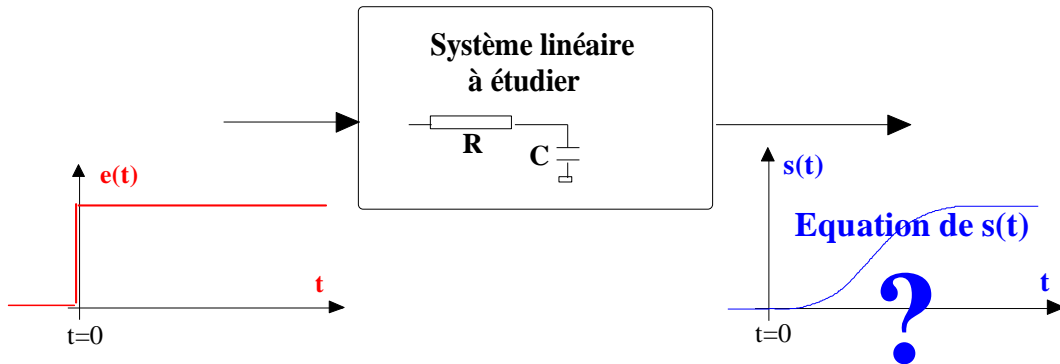 Système linéaire
à étudier
R
C
e(t)
t
t=0
s(t)
Equation de s(t)
?
t
t=0